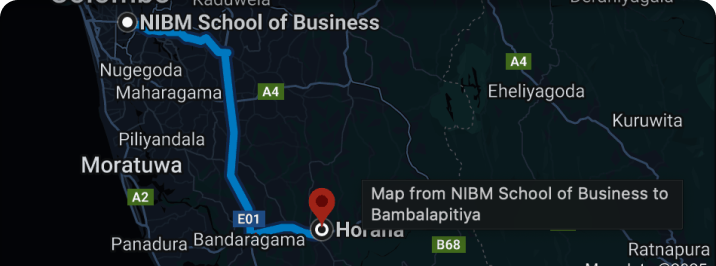 Kaduwela
NIBM School of Business
Nugegoda
Maharagama
A4
A4
Eheliyagoda
Kuruwita
Piliyandala
Moratuwa
A2
Map from NIBM School of Business to
Bambalapitiya
E01
Horana
Panadura
Bandaragama
B68
Ratnapura